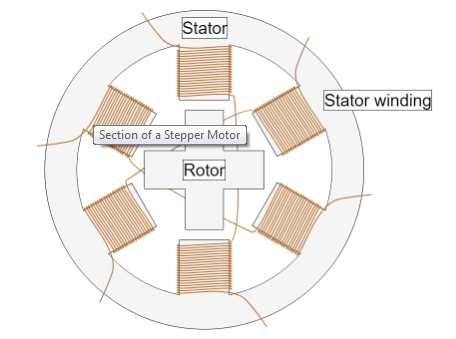 Stator
Stator winding
Section of a Stepper Motor
Rotor